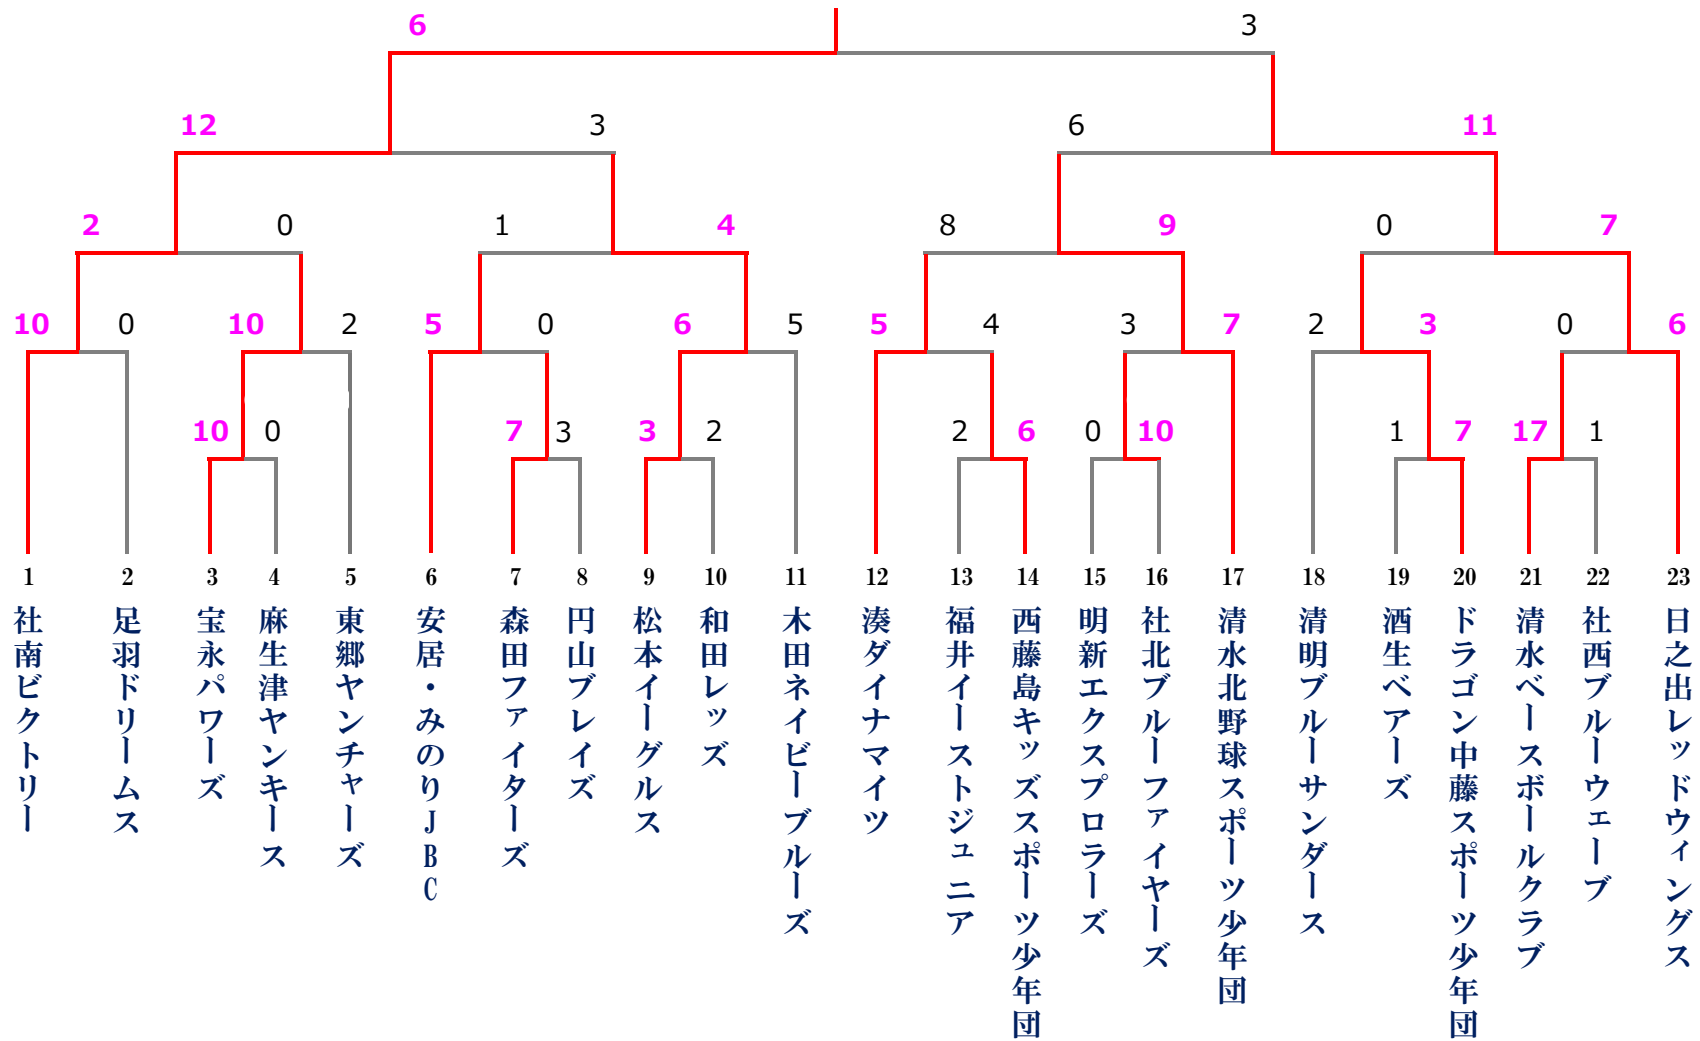 6 3
12 3 6 11
2 0 1 4 8 9 0 7
10 0 10 2 5 0 6 5 5 4 3 7 2 3 0 6
10 0 7 3 3 2 2 6 0 10 1 7 17 1
1 2 3 4 5 6 7 8 9 10 11 12 13 14 15 16 17 18 19 20 21 22 23
社南ビクトリー
足羽ドリームス
宝永パワーズ
麻生津ヤンキース
東郷ヤンチャーズ
安居・みのりJBC
森田ファイターズ
円山ブレイズ
松本イーグルス
和田レッズ
木田ネイビーブルーズ
湊ダイナマイツ
福井イーストジュニア
西藤島キッズスポーツ少年団
明新エクスプロラーズ
社北ブルーファイヤーズ
清水北野球スポーツ少年団
清明ブルーサンダース
酒生ベアーズ
ドラゴン中藤スポーツ少年団
清水ベースボールクラブ
社西ブルーウェーブ
日之出レッドウィングス